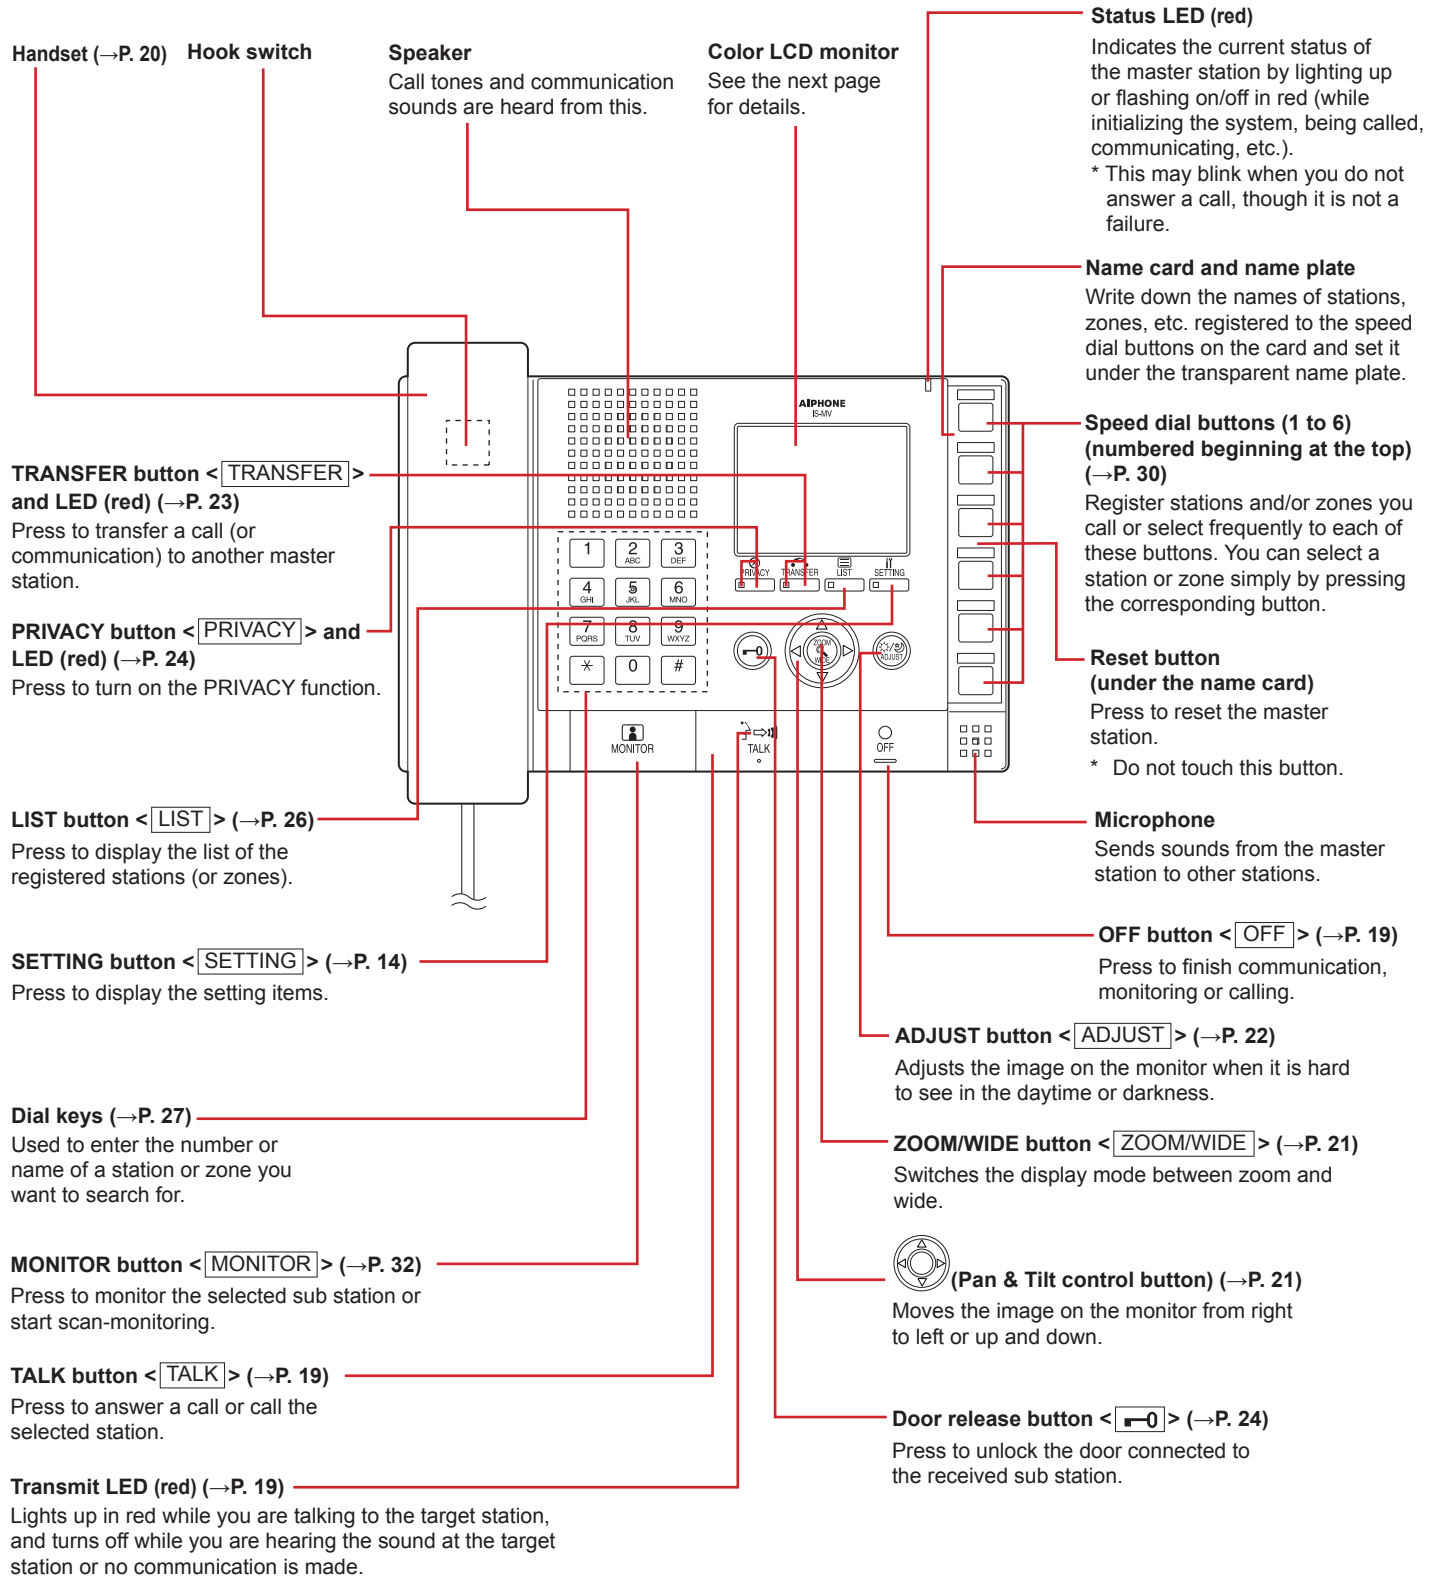 Handset (→P. 20)
Hook switch
Speaker
Call tones and communication
sounds are heard from this.
Color LCD monitor
See the next page
for details.
Status LED (red)
Indicates the current status of
the master station by lighting up
or flashing on/off in red (while
initializing the system, being called,
communicating, etc.).
* This may blink when you do not
answer a call, though it is not a
failure.
Name card and name plate
Write down the names of stations,
zones, etc. registered to the speed
dial buttons on the card and set it
under the transparent name plate.
Speed dial buttons (1 to 6)
(numbered beginning at the top)
(→P. 30)
Register stations and/or zones you
call or select frequently to each of
these buttons. You can select a
station or zone simply by pressing
the corresponding button.
Reset button
(under the name card)
Press to reset the master
station.
* Do not touch this button.
Microphone
Sends sounds from the master
station to other stations.
OFF button < OFF > (→P. 19)
Press to finish communication,
monitoring or calling.
ADJUST button < ADJUST > (→P. 22)
Adjusts the image on the monitor when it is hard
to see in the daytime or darkness.
ZOOM/WIDE button < ZOOM/WIDE > (→P. 21)
Switches the display mode between zoom and
wide.
(Pan & Tilt control button) (→P. 21)
Moves the image on the monitor from right
to left or up and down.
Door release button < > (→P. 24)
Press to unlock the door connected to
the received sub station.
TRANSFER button < TRANSFER >
and LED (red) (→P. 23)
Press to transfer a call (or
communication) to another master
station.
PRIVACY button < PRIVACY > and
LED (red) (→P. 24)
Press to turn on the PRIVACY function.
LIST button < LIST > (→P. 26)
Press to display the list of the
registered stations (or zones).
SETTING button < SETTING > (→P. 14)
Press to display the setting items.
Dial keys (→P. 27)
Used to enter the number or
name of a station or zone you
want to search for.
MONITOR button < MONITOR > (→P. 32)
Press to monitor the selected sub station or
start scan-monitoring.
TALK button < TALK > (→P. 19)
Press to answer a call or call the
selected station.
Transmit LED (red) (→P. 19)
Lights up in red while you are talking to the target station,
and turns off while you are hearing the sound at the target
station or no communication is made.
AIPHONE
IS-MV
PRIVACY TRANSFER LIST SETTING
1 2 ABC 3 DEF
4 GHI 5 JKL 6 MNO
7 PQRS 8 TUV 9 WXYZ
* 0 #
ZOOM
WIDE
ADJUST
MONITOR TALK OFF